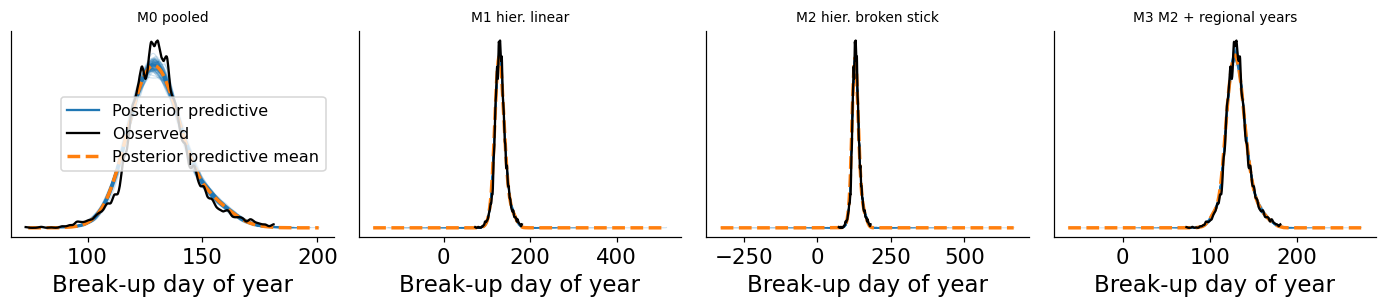 M0 pooled
M1 hier. linear
M2 hier. broken stick
M3 M2 + regional years
Posterior predictive
Observed
Posterior predictive mean
100 150 200
0 200 400
−250 0 250 500
0 100 200
Break-up day of year
Break-up day of year
Break-up day of year
Break-up day of year